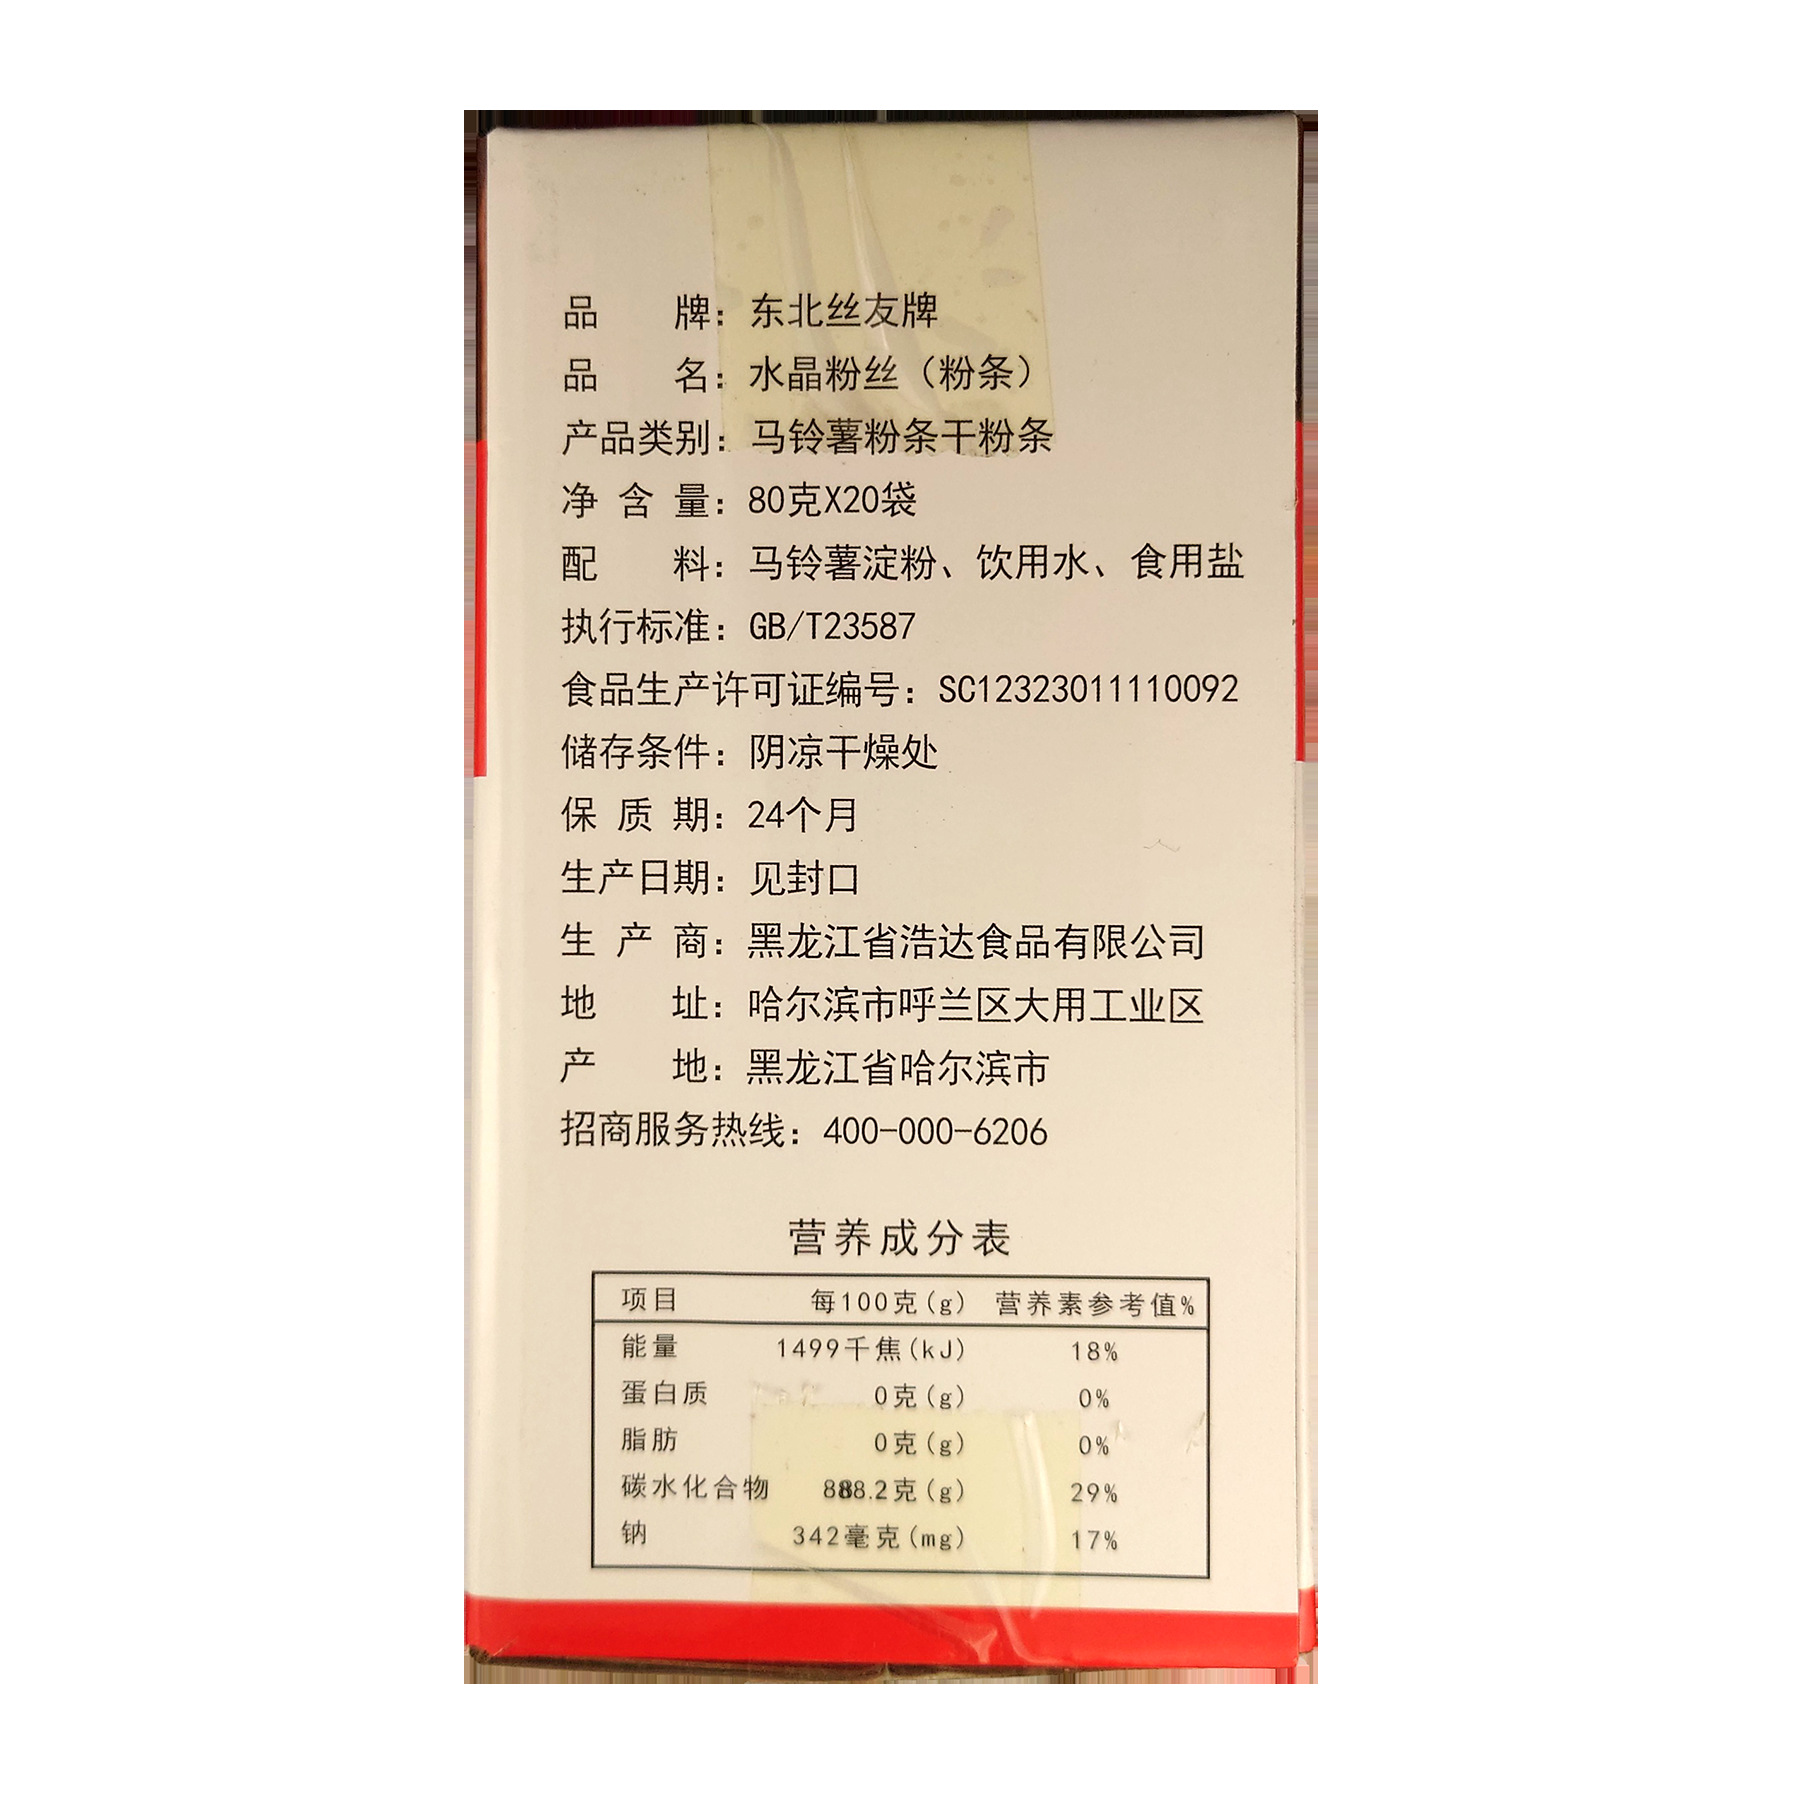 品 牌：东北丝友牌
品 名：水晶粉丝（粉条）
产品类别：马铃薯粉条干粉条
净 含 量：80克X20袋
配 料：马铃薯淀粉、饮用水、食用盐
执行标准：GB/T23587
食品生产许可证编号：SC12323011110092
储存条件：阴凉干燥处
保 质 期：24个月
生产日期：见封口
生 产 商：黑龙江省浩达食品有限公司
地 址：哈尔滨市呼兰区大用工业区
产 地：黑龙江省哈尔滨市
招商服务热线：400-000-6206
营养成分表
项目 每100克(g) 营养素参考值%
能量 1499千焦(kJ) 18%
蛋白质 0克(g) 0%
脂肪 0克(g) 0%
碳水化合物 克(g) 29%
钠 342毫克(mg) 17%